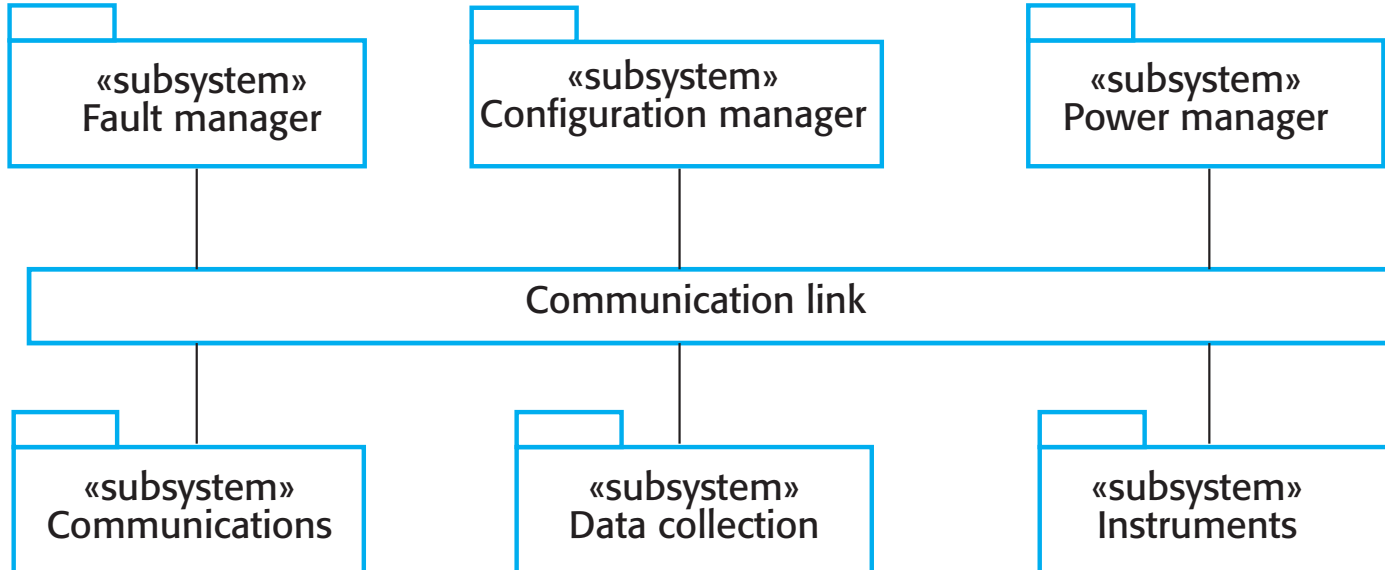 «subsystem»
Fault manager
«subsystem»
Configuration manager
«subsystem»
Power manager
Communication link
«subsystem»
Communications
«subsystem»
Data collection
«subsystem»
Instruments